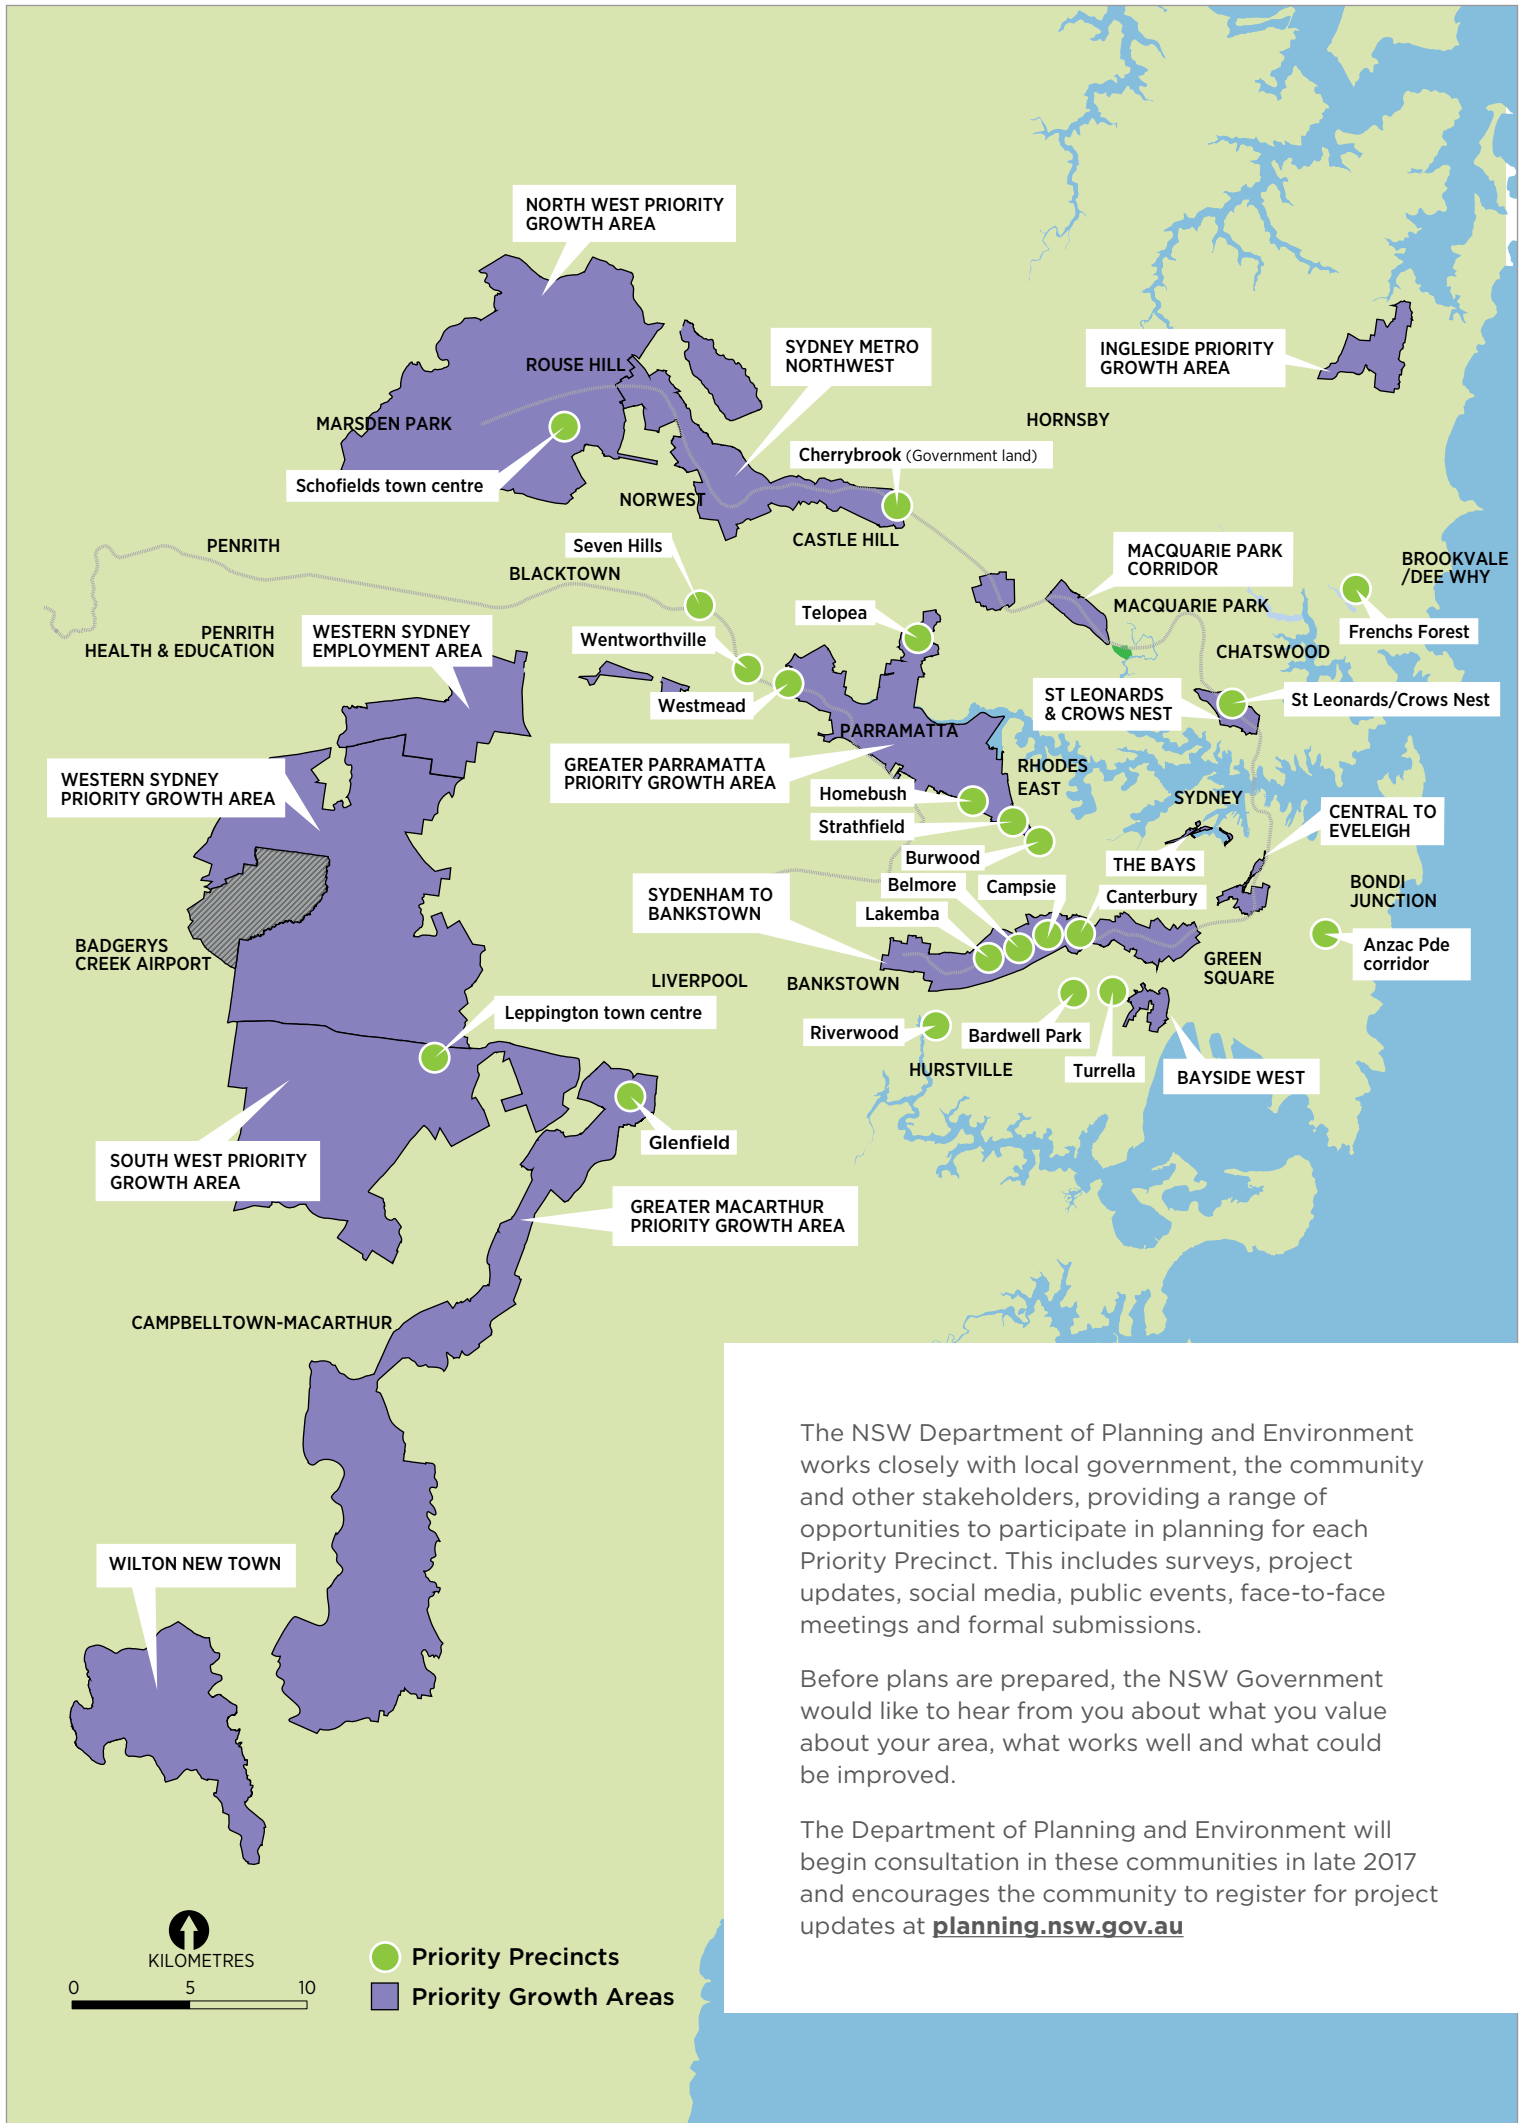 NORTH WEST PRIORITY
GROWTH AREA
SYDNEY METRO
NORTHWEST
INGLESIDE PRIORITY
GROWTH AREA
ROUSE HILL
MARSDEN PARK
HORNSBY
Cherrybrook (Government land)
Schofields town centre
NORWEST
CASTLE HILL
PENRITH
Seven Hills
BLACKTOWN
MACQUARIE PARK
CORRIDOR
BROOKVALE
/DEE WHY
MACQUARIE PARK
Telopea
Frenchs Forest
PENRITH
HEALTH & EDUCATION
WESTERN SYDNEY
EMPLOYMENT AREA
Wentworthville
CHATSWOOD
Westmead
ST LEONARDS
& CROWS NEST
St Leonards/Crows Nest
PARRAMATTA
GREATER PARRAMATTA
PRIORITY GROWTH AREA
RHODES
EAST
WESTERN SYDNEY
PRIORITY GROWTH AREA
Homebush
SYDNEY
Strathfield
CENTRAL TO
EVELEIGH
Burwood
THE BAYS
SYDENHAM TO
BANKSTOWN
Belmore
Campsie
Canterbury
BONDI
JUNCTION
Lakemba
Anzac Pde
corridor
BADGERYS
CREEK AIRPORT
GREEN
SQUARE
LIVERPOOL
BANKSTOWN
Leppington town centre
Riverwood
Bardwell Park
HURSTVILLE
Turrella
BAYSIDE WEST
Glenfield
SOUTH WEST PRIORITY
GROWTH AREA
GREATER MACARTHUR
PRIORITY GROWTH AREA
CAMPBELLTOWN-MACARTHUR
WILTON NEW TOWN
The NSW Department of Planning and Environment
works closely with local government, the community
and other stakeholders, providing a range of
opportunities to participate in planning for each
Priority Precinct. This includes surveys, project
updates, social media, public events, face-to-face
meetings and formal submissions.
Before plans are prepared, the NSW Government
would like to hear from you about what you value
about your area, what works well and what could
be improved.
The Department of Planning and Environment will
begin consultation in these communities in late 2017
and encourages the community to register for project
updates at planning.nsw.gov.au
KILOMETRES
0 5 10
Priority Precincts
Priority Growth Areas